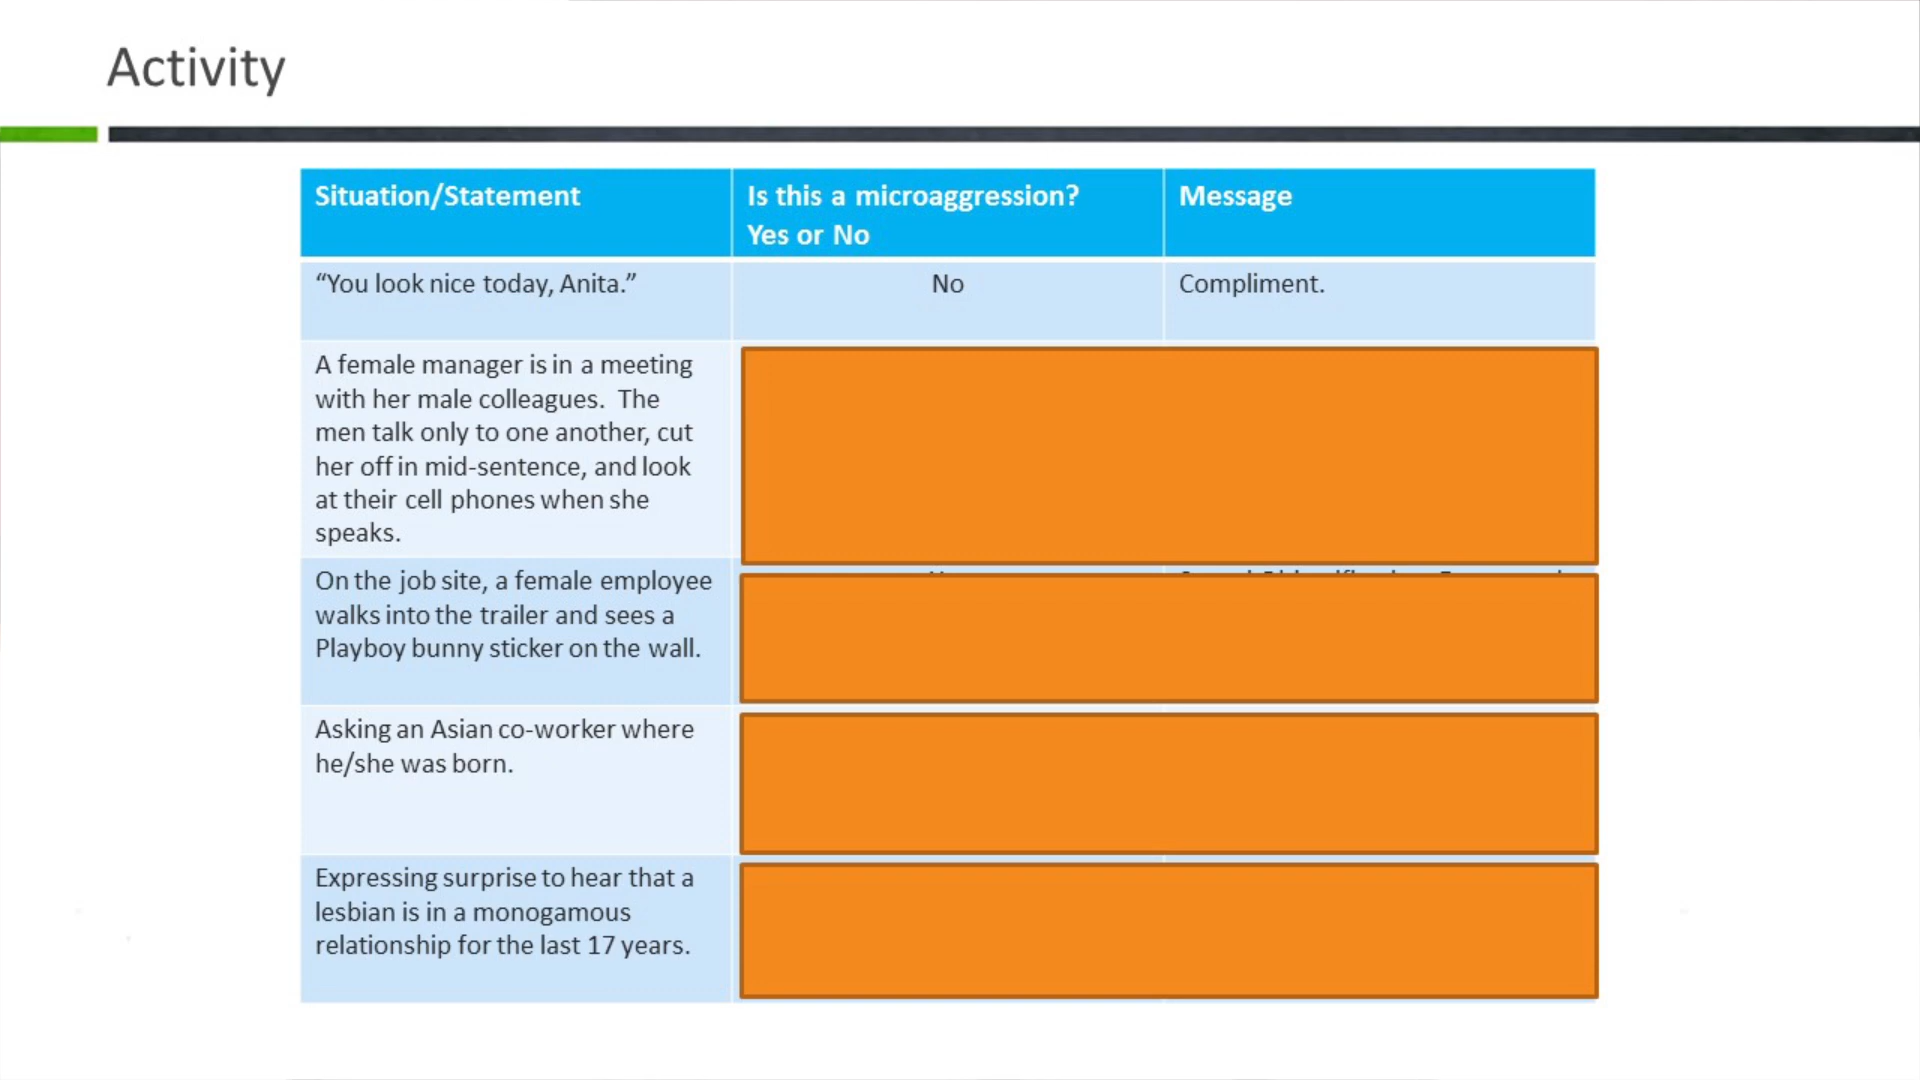 Activity
Situation/Statement
Is this a microaggression?
Yes or No
Message
“You look nice today, Anita.”
No
Compliment.
A female manager is in a meeting
with her male colleagues. The
men talk only to one another, cut
her off in mid-sentence, and look
at their cell phones when she
speaks.
On the job site, a female employee
walks into the trailer and sees a
Playboy bunny sticker on the wall.
Asking an Asian co-worker where
he/she was born.
Expressing surprise to hear that a
lesbian is in a monogamous
relationship for the last 17 years.